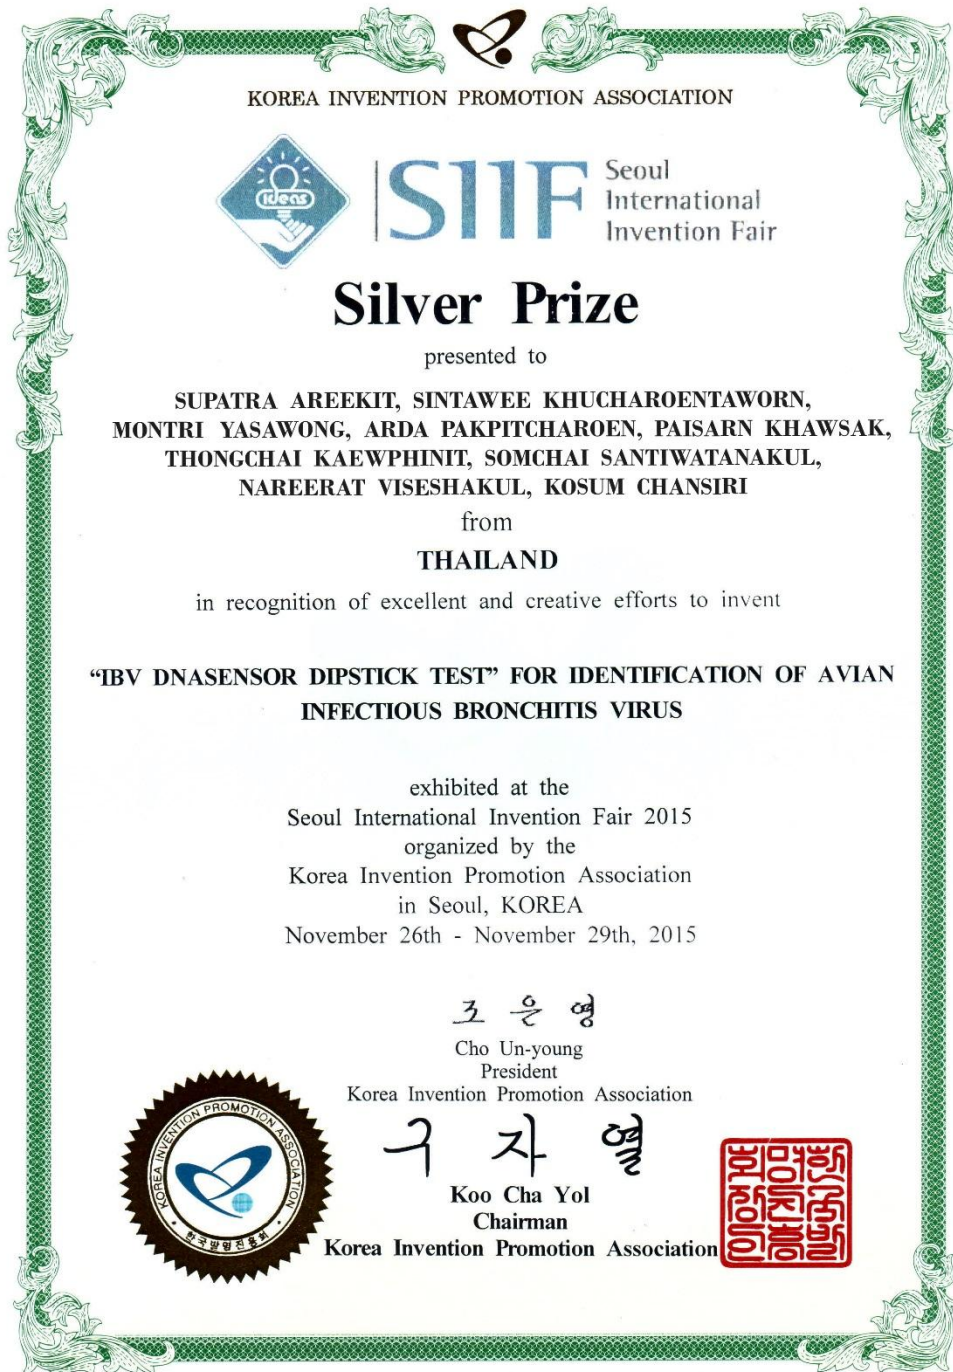 KOREA INVENTION PROMOTION ASSOCIATION
ideas
SIIF
Seoul
International
Invention Fair
Silver Prize
presented to
SUPATRA AREEKIT, SINTAWEE KHUCHAROENTAWORN,
MONTRI YASAWONG, ARDA PAKPITCHAROEN, PAISARN KHAWSAK,
THONGCHAI KAEWPHINIT, SOMCHAI SANTIWATANAKUL,
NAREERAT VISESHAKUL, KOSUM CHANSIRI
from
THAILAND
in recognition of excellent and creative efforts to invent
“IBV DNASENSOR DIPSTICK TEST” FOR IDENTIFICATION OF AVIAN
INFECTIOUS BRONCHITIS VIRUS
exhibited at the
Seoul International Invention Fair 2015
organized by the
Korea Invention Promotion Association
in Seoul, KOREA
November 26th - November 29th, 2015
조은영
Cho Un-young
President
Korea Invention Promotion Association
구자열
Koo Cha Yol
Chairman
Korea Invention Promotion Association
KOREA INVENTION PROMOTION ASSOCIATION
한국발명진흥회